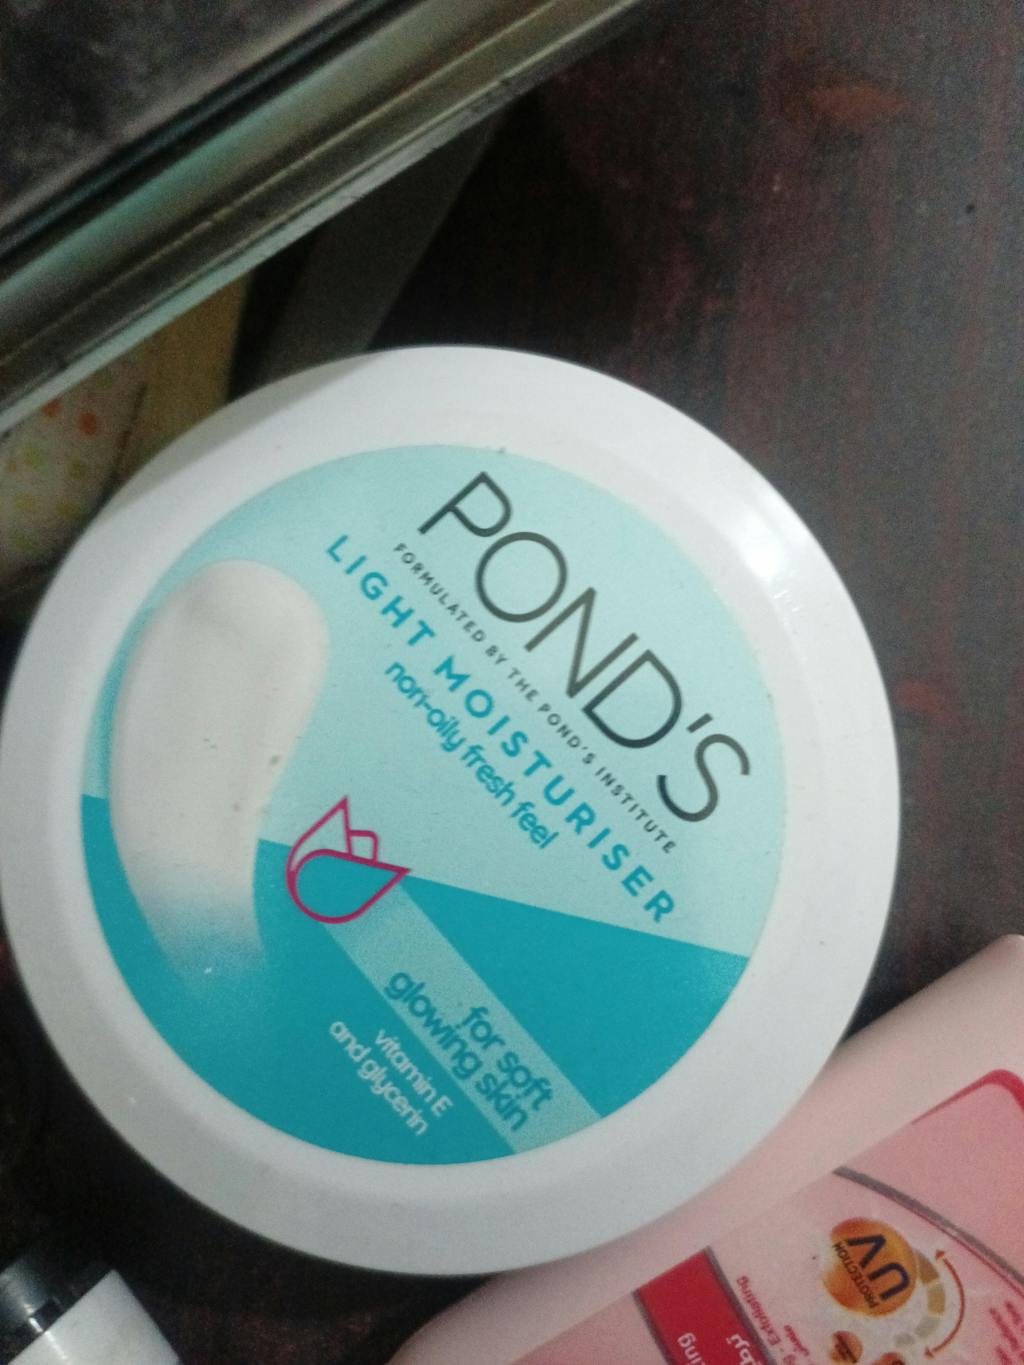 POND'S
FORMULATED BY THE POND'S INSTITUTE
LIGHT MOISTURISER
non-oily fresh feel
for soft
glowing skin
vitamin E
and glycerin
UV
PROTECTION
Exfoliating